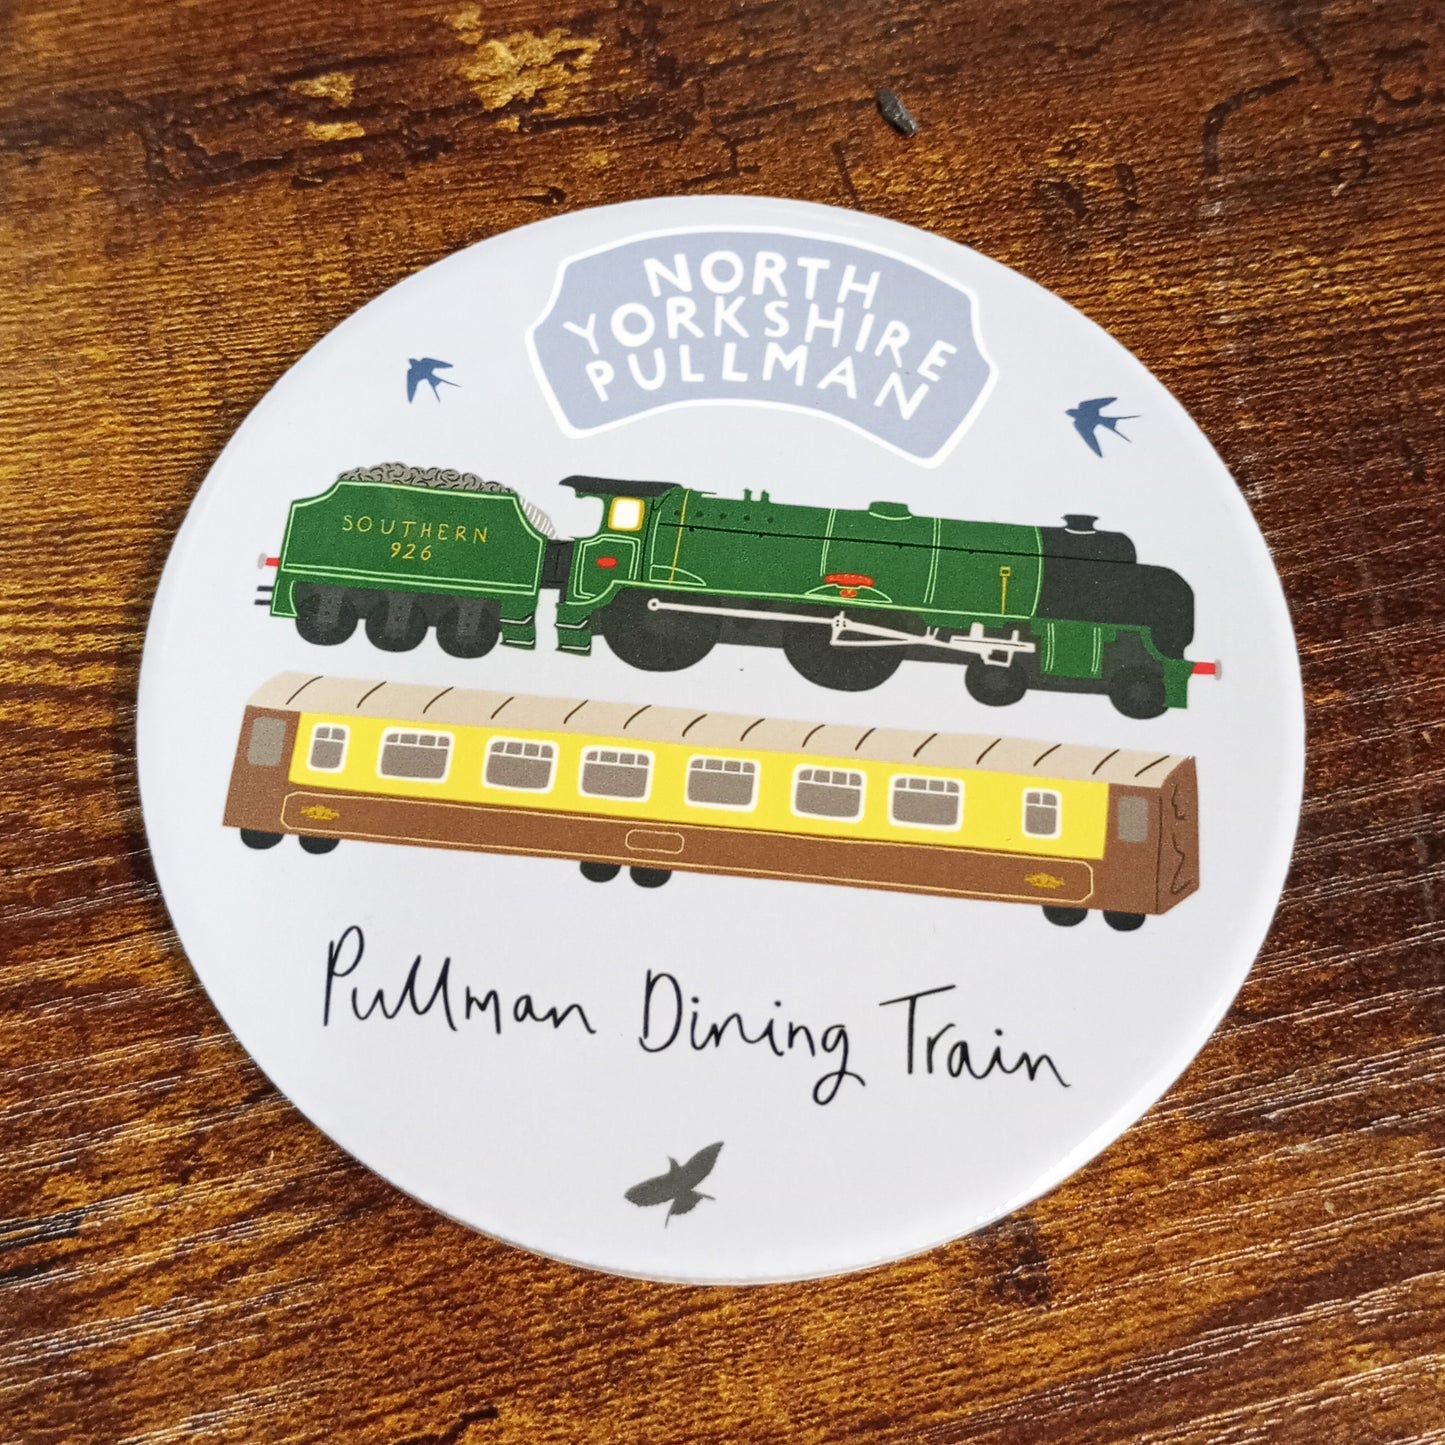 NORTH
YORKSHIRE
PULLMAN
SOUTHERN
926
Pullman Dining Train